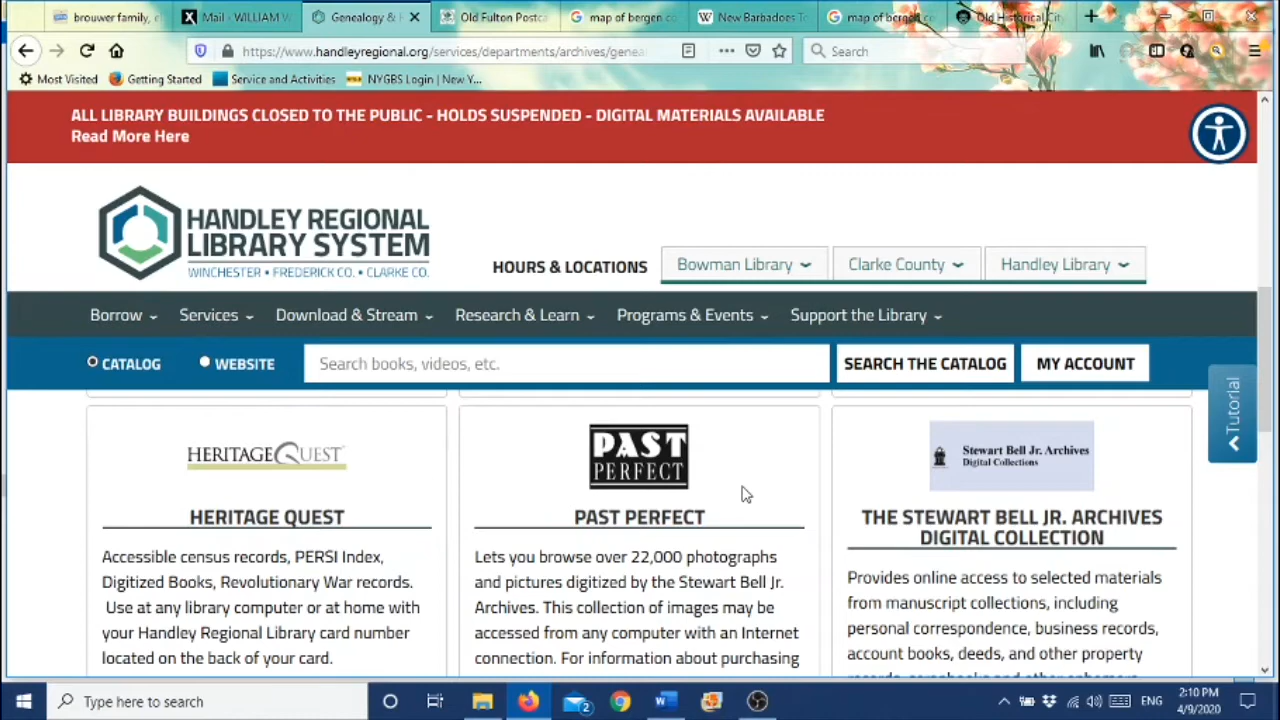 brouwer family,
Mail - WILLIAM W
Genealogy &
Old Fulton Postca
map of bergen co
New Barbadoes To
map of bergen co
Old Historical Cit
https://www.handleyregional.org/services/departments/archives/genea
Search
Most Visited
Getting Started
Service and Activities
NYGBS Login | New Y...
ALL LIBRARY BUILDINGS CLOSED TO THE PUBLIC - HOLDS SUSPENDED - DIGITAL MATERIALS AVAILABLE
Read More Here
HANDLEY REGIONAL
LIBRARY SYSTEM
WINCHESTER • FREDERICK CO. • CLARKE CO.
HOURS & LOCATIONS
Bowman Library
Clarke County
Handley Library
Borrow
Services
Download & Stream
Research & Learn
Programs & Events
Support the Library
CATALOG
WEBSITE
Search books, videos, etc.
SEARCH THE CATALOG
MY ACCOUNT
Tutorial
HERITAGEQUEST
HERITAGE QUEST
Accessible census records, PERSI Index,
Digitized Books, Revolutionary War records.
Use at any library computer or at home with
your Handley Regional Library card number
located on the back of your card.
PAST
PERFECT
PAST PERFECT
Lets you browse over 22,000 photographs
and pictures digitized by the Stewart Bell Jr.
Archives. This collection of images may be
accessed from any computer with an Internet
connection. For information about purchasing
Stewart Bell Jr. Archives
Digital Collections
THE STEWART BELL JR. ARCHIVES
DIGITAL COLLECTION
Provides online access to selected materials
from manuscript collections, including
personal correspondence, business records,
account books, deeds, and other property
Type here to search
2
ENG
2:10 PM
4/9/2020